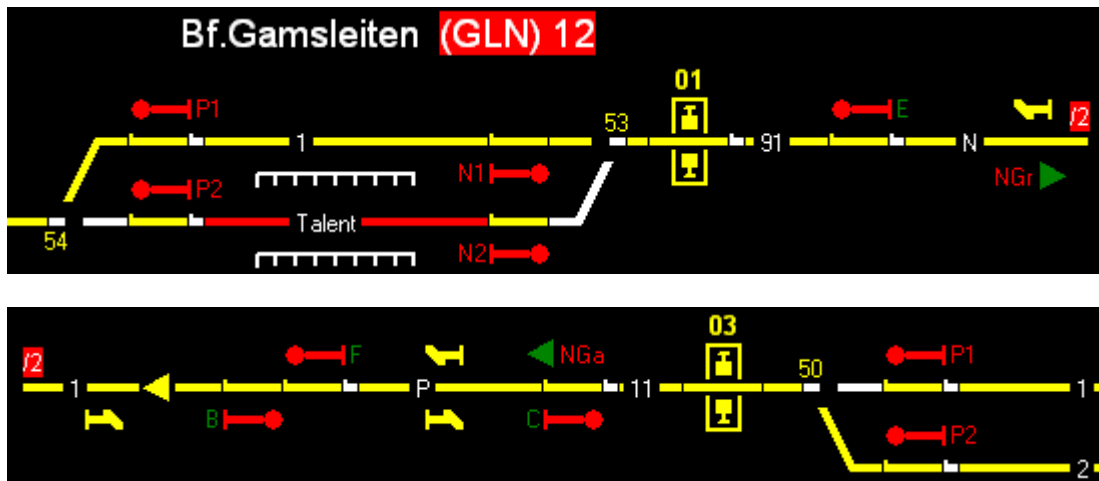 Bf.Gamsleiten (GLN) 12
01
P1
E
/2
53
1
91
N
N1
NGr
P2
Talent
54
N2
03
/2
F
NGa
P1
50
1
P
11
1
B
C
P2
2